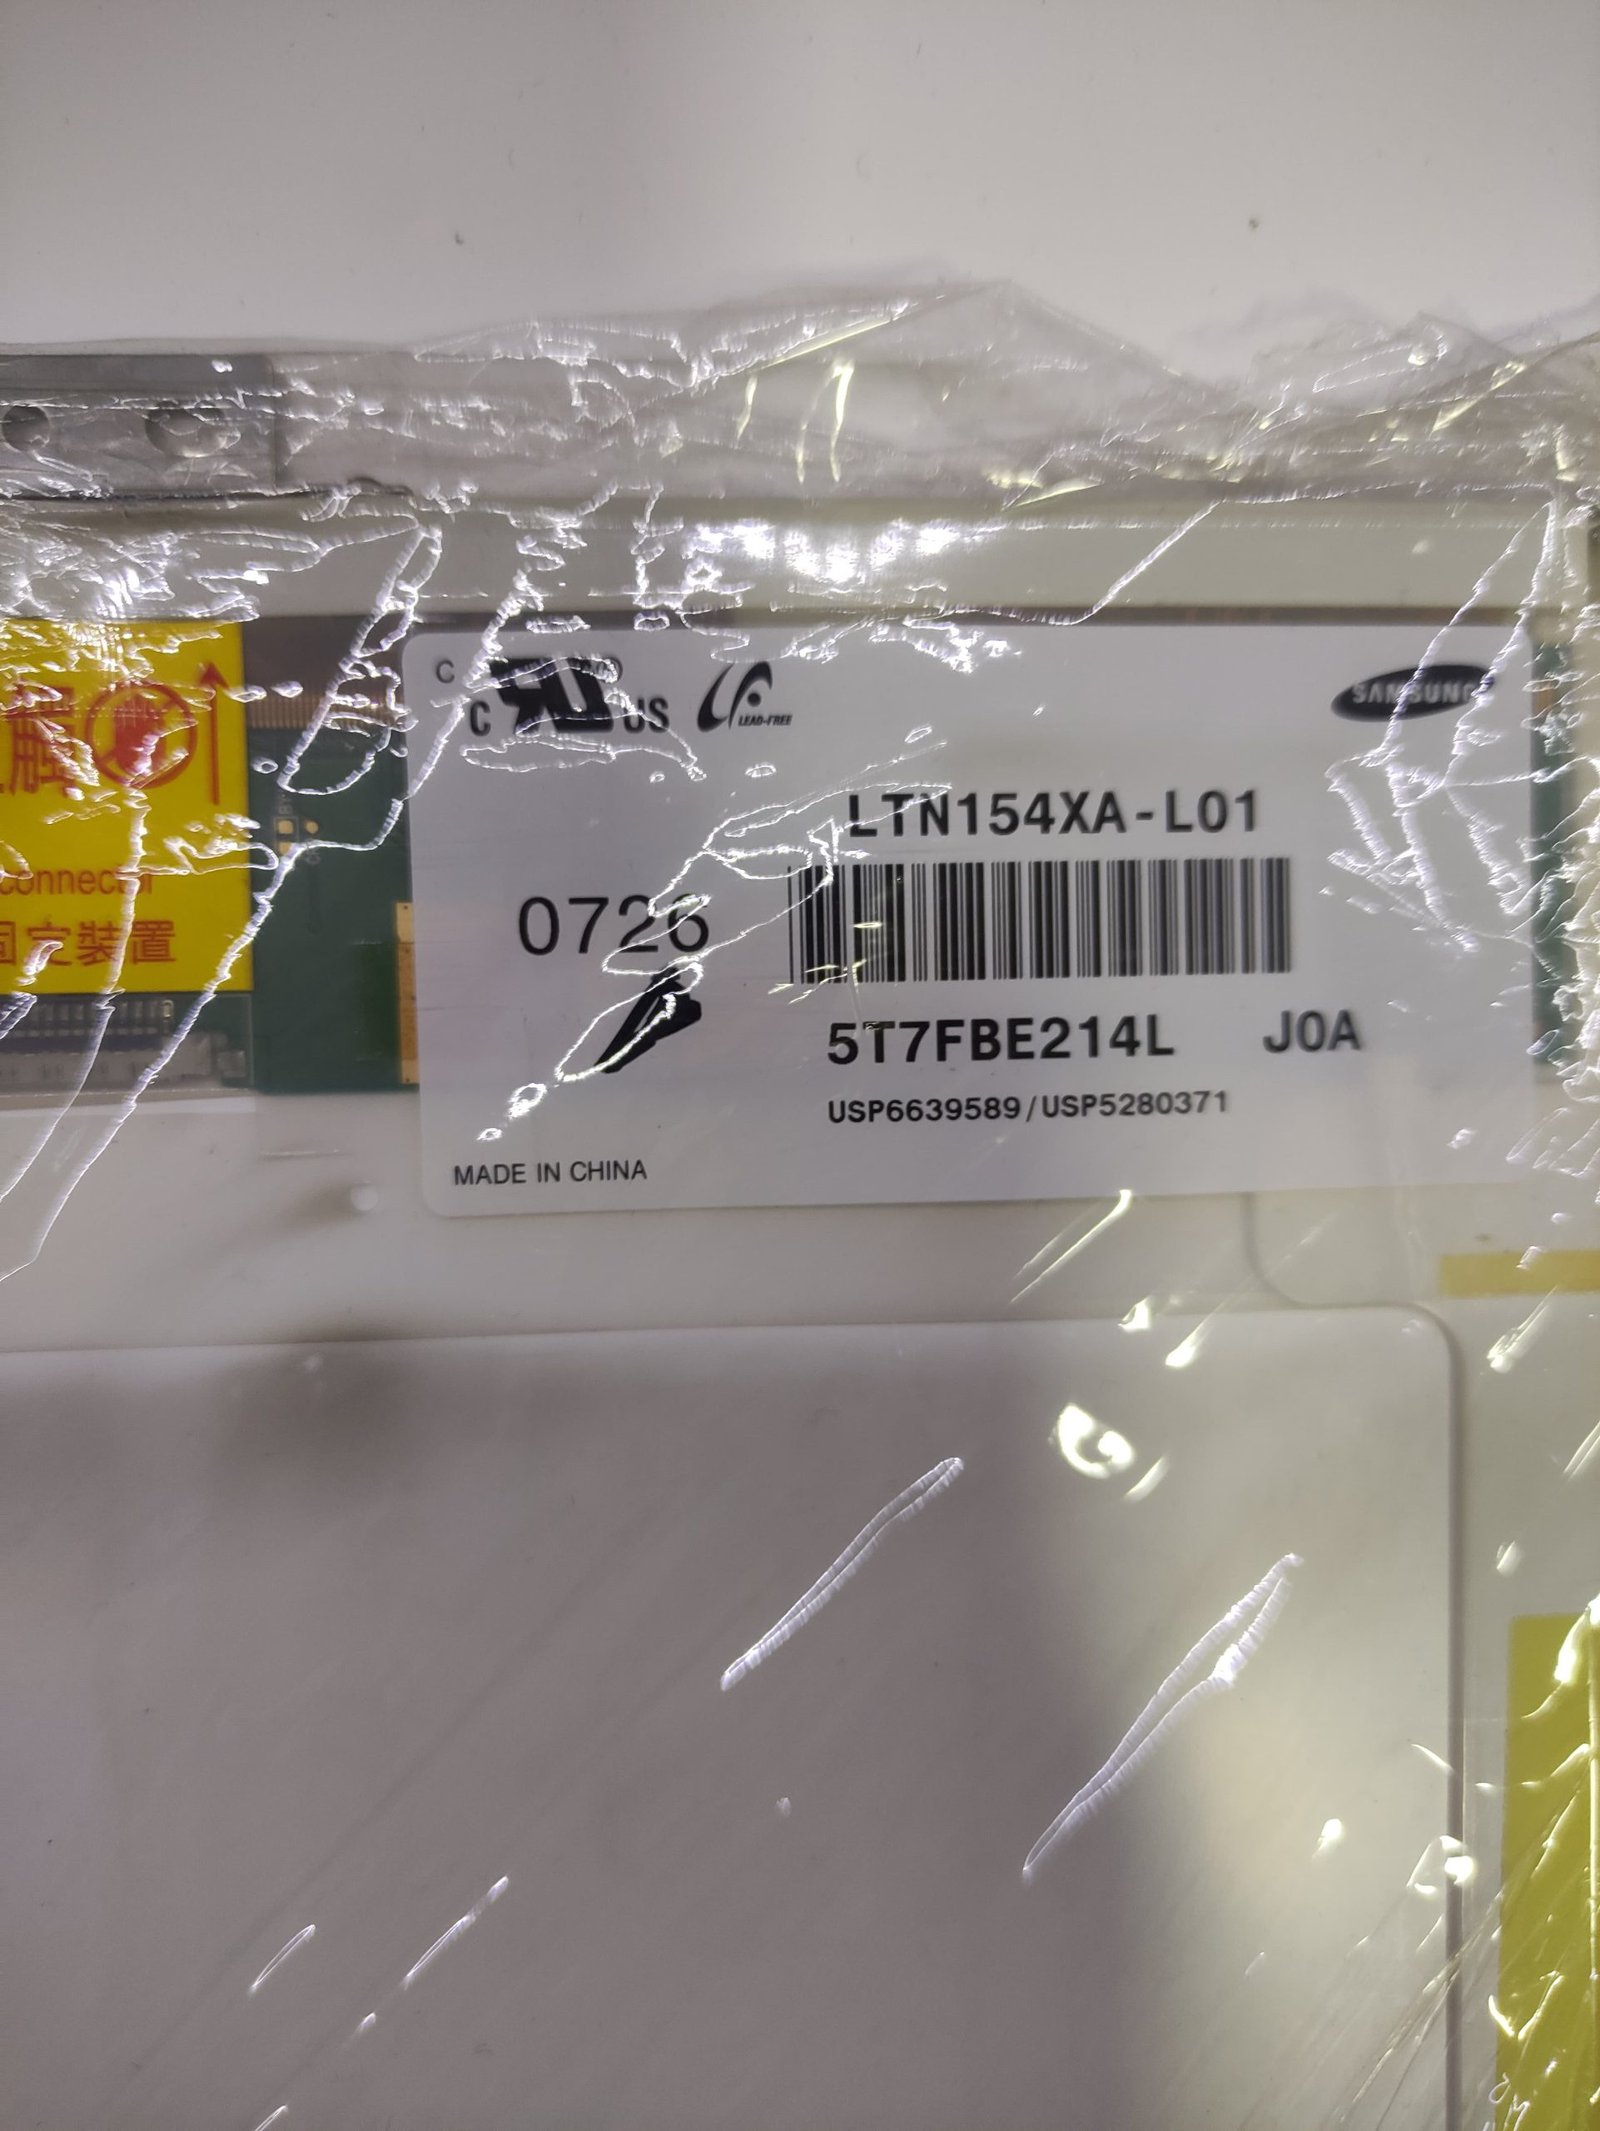 C
C US
LEAD-FREE
SAMSUNG
LTN154XA-L01
connector
0726
固定裝置
5T7FBE214L J0A
USP6639589/USP5280371
MADE IN CHINA